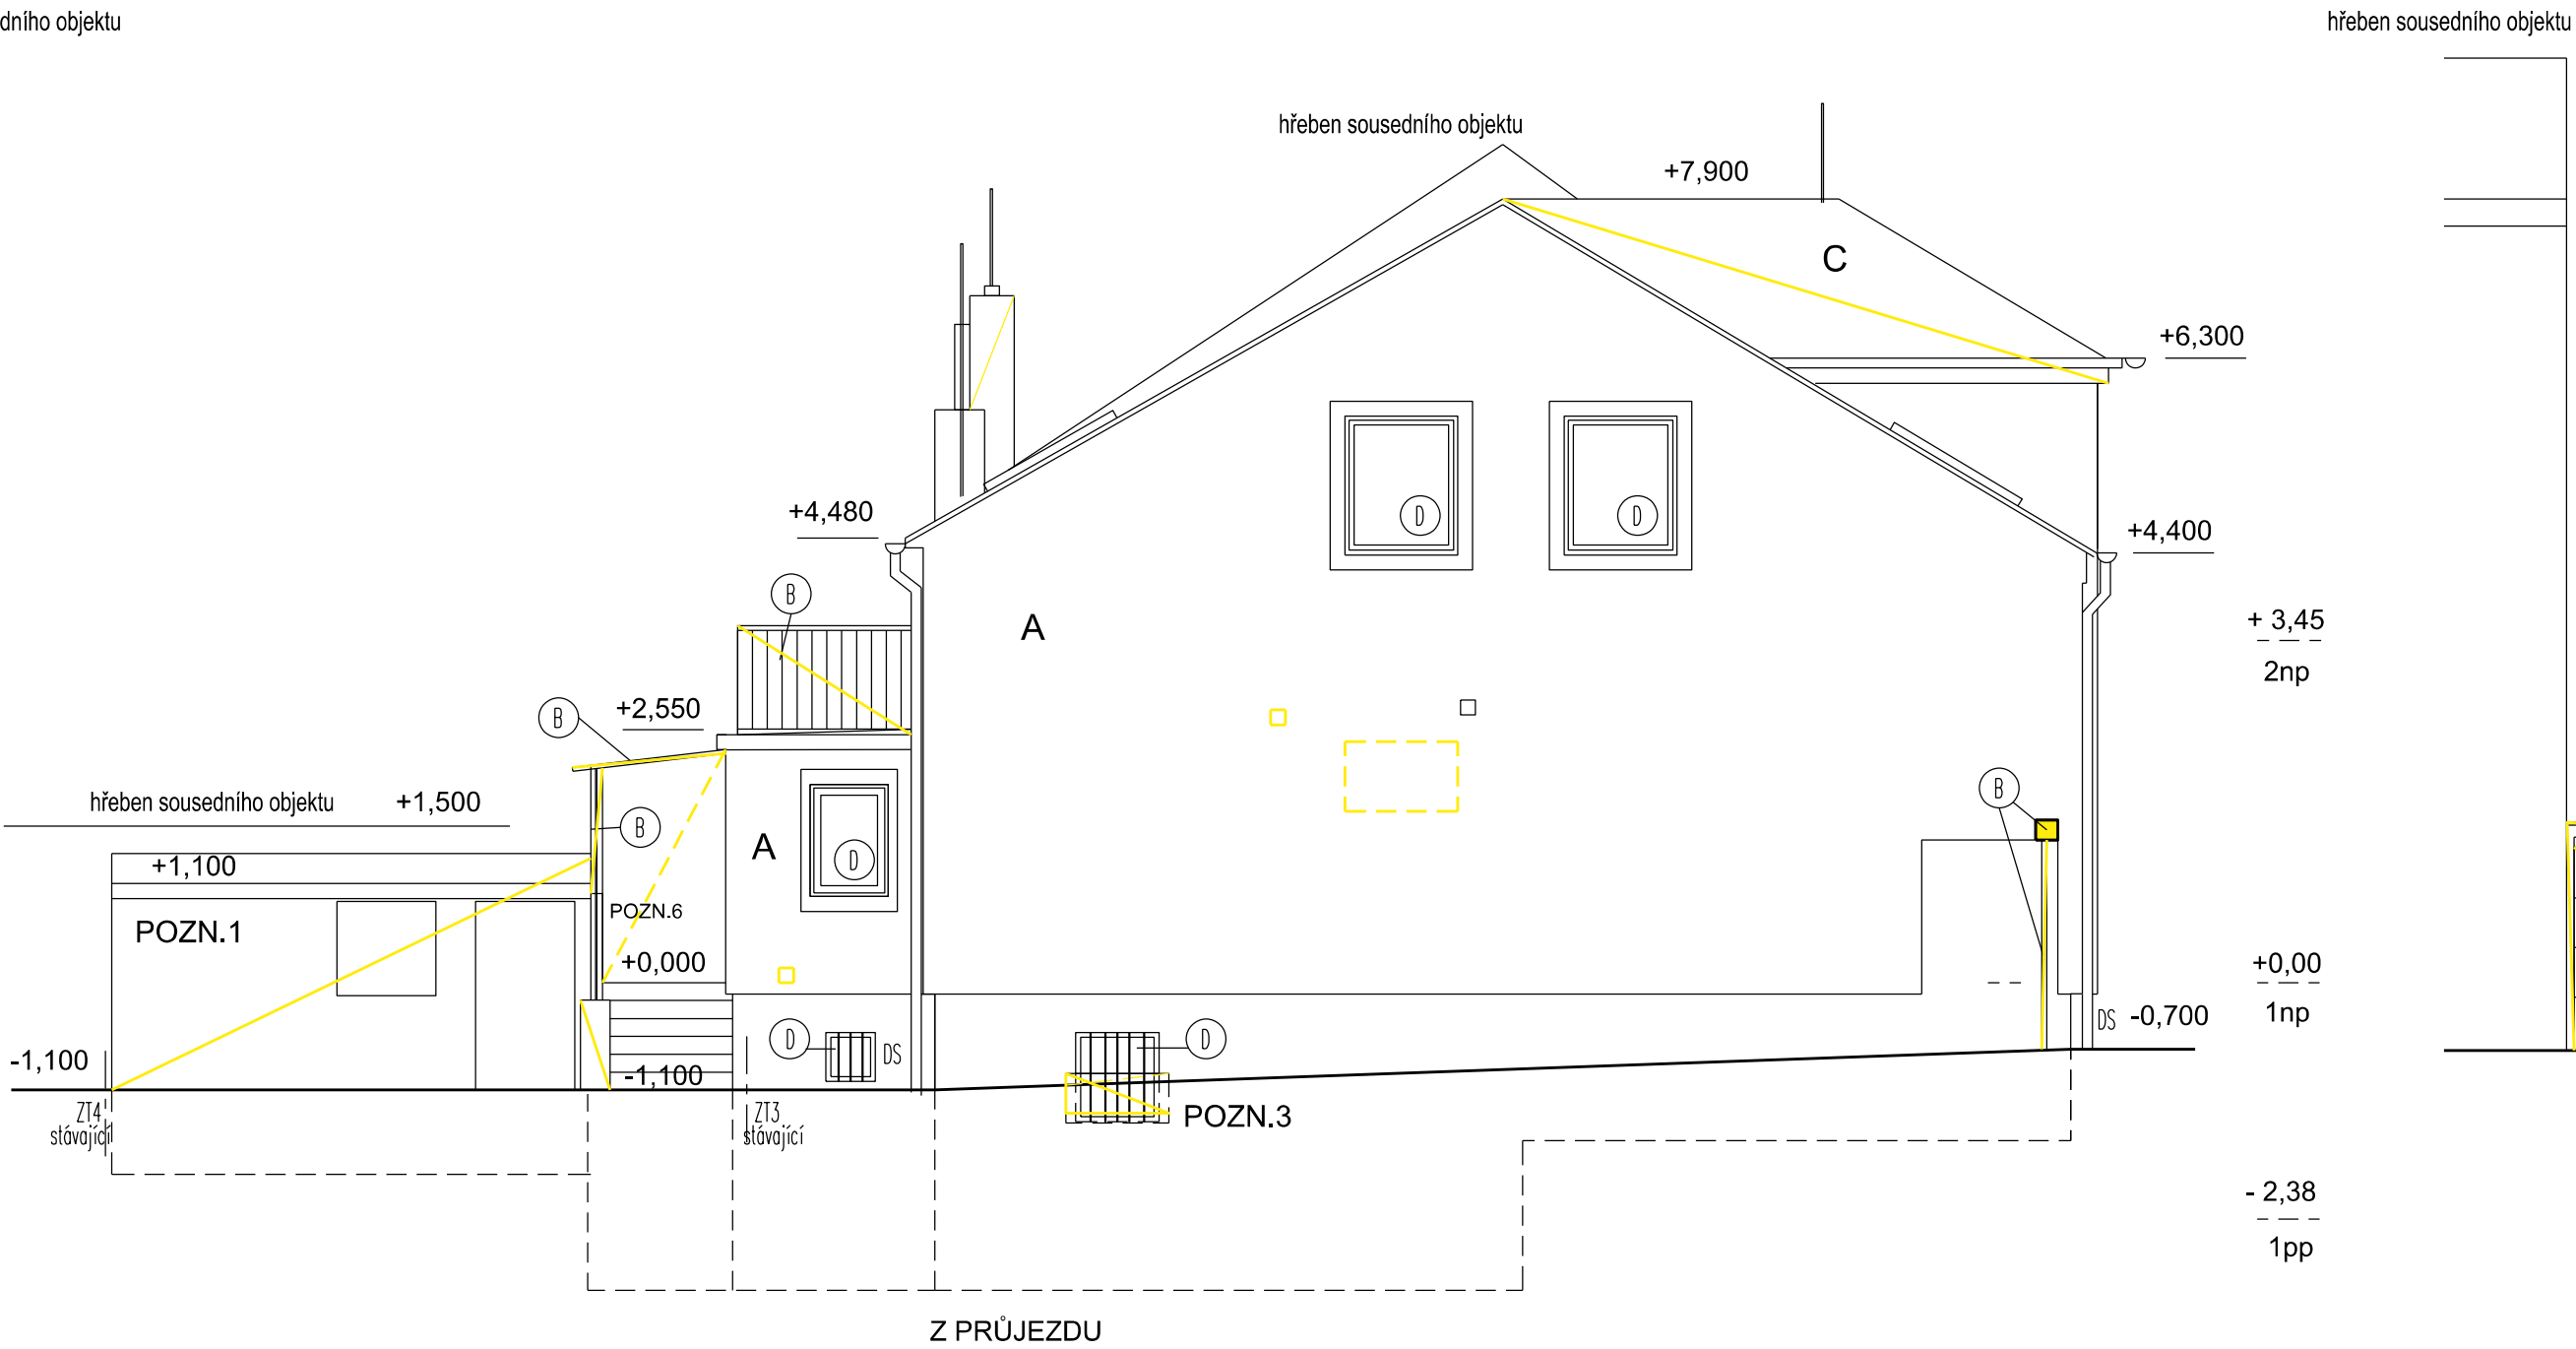 dního objektu
hřeben sousedního objektu
hřeben sousedního objektu
+7,900
C
+6,300
+4,480
D
D
+4,400
B
A
+ 3,45
2np
B
+2,550
B
hřeben sousedního objektu
+1,500
B
A
D
+1,100
POZN.1
POZN.6
+0,000
+0,00
1np
DS
-0,700
D
DS
D
-1,100
-1,100
ZT4
stávající
ZT3
stávající
POZN.3
- 2,38
1pp
Z PRŮJEZDU